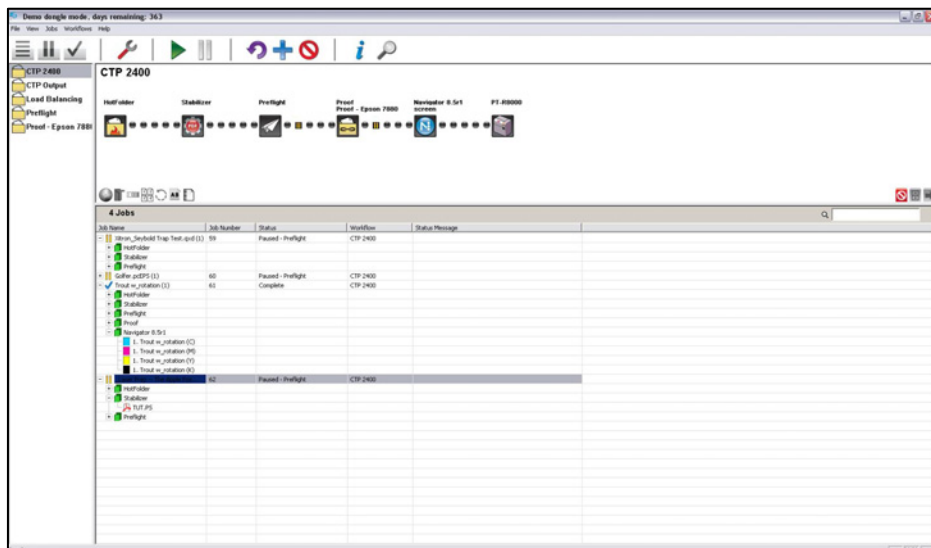 Demo dongle mode, days remaining: 363
File View Jobs Workflows Help
CTP 2400
CTP Output
Load Balancing
Preflight
Proof - Epson 788
CTP 2400
HotFolder Stabilizer Preflight Proof Navigator 8.5r1 PT-R8000
Proof - Epson 7880 screen
4 Jobs
Job Name Job Number Status Workflow Status Message
Xitron_Seybold Trap Test.qxd (1) 59 Paused - Preflight CTP 2400
HotFolder
Stabilizer
Preflight
Golfer.pcEPS (1) 60 Paused - Preflight CTP 2400
Trout w_rotation (1) 61 Complete CTP 2400
HotFolder
Stabilizer
Preflight
Proof
Navigator 8.5r1
1. Trout w_rotation (C)
1. Trout w_rotation (M)
1. Trout w_rotation (Y)
1. Trout w_rotation (K)
62 Paused - Preflight CTP 2400
HotFolder
Stabilizer
TUT.PS
Preflight